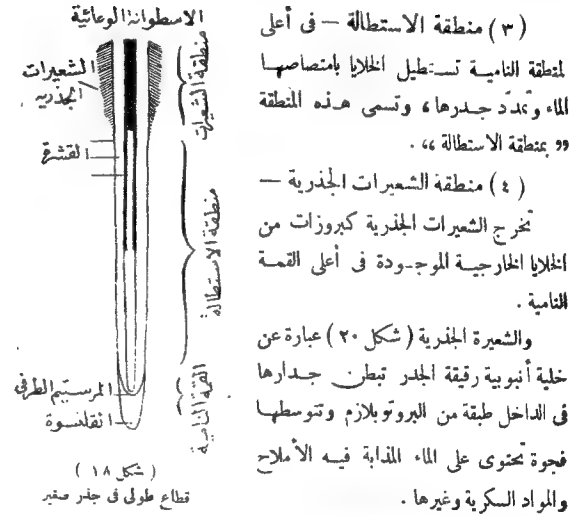 (٣) منطقة الاستطالة — فى أعلى
المنطقة النامية تستطيل الخلايا بامتصاصها
الماء وتمدّد جدرها، وتسمى هذه المنطقة
„ بمنطقة الاستطالة “.
(٤) منطقة الشعيرات الجذرية —
تخرج الشعيرات الجذرية كبروزات من
الخلايا الخارجية الموجودة فى أعلى القمة
النامية .
والشعيرة الجذرية (شكل ٢٠) عبارة عن
خلية أنبوبية رقيقة الجدر تبطن جدارها
فى الداخل طبقة من البروتوبلازم وتتوسطها
فجوة تحتوى على الماء المذابة فيه الأملاح
والمواد السكرية وغيرها .
الاسطوانة الوعائية
الشعيرات
الجذريه
القشرة
المرستيم الطرفى
القلنسوة
منطقة الشعيرات
منطقة الاستطالة
القمة النامية
(شكل ١٨)
قطاع طولى فى جذر صغير